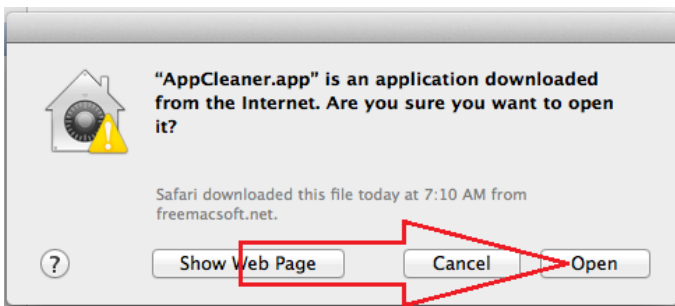 “AppCleaner.app” is an application downloaded
from the Internet. Are you sure you want to open
it?
Safari downloaded this file today at 7:10 AM from
freemacsoft.net.
? Show Web Page Cancel Open